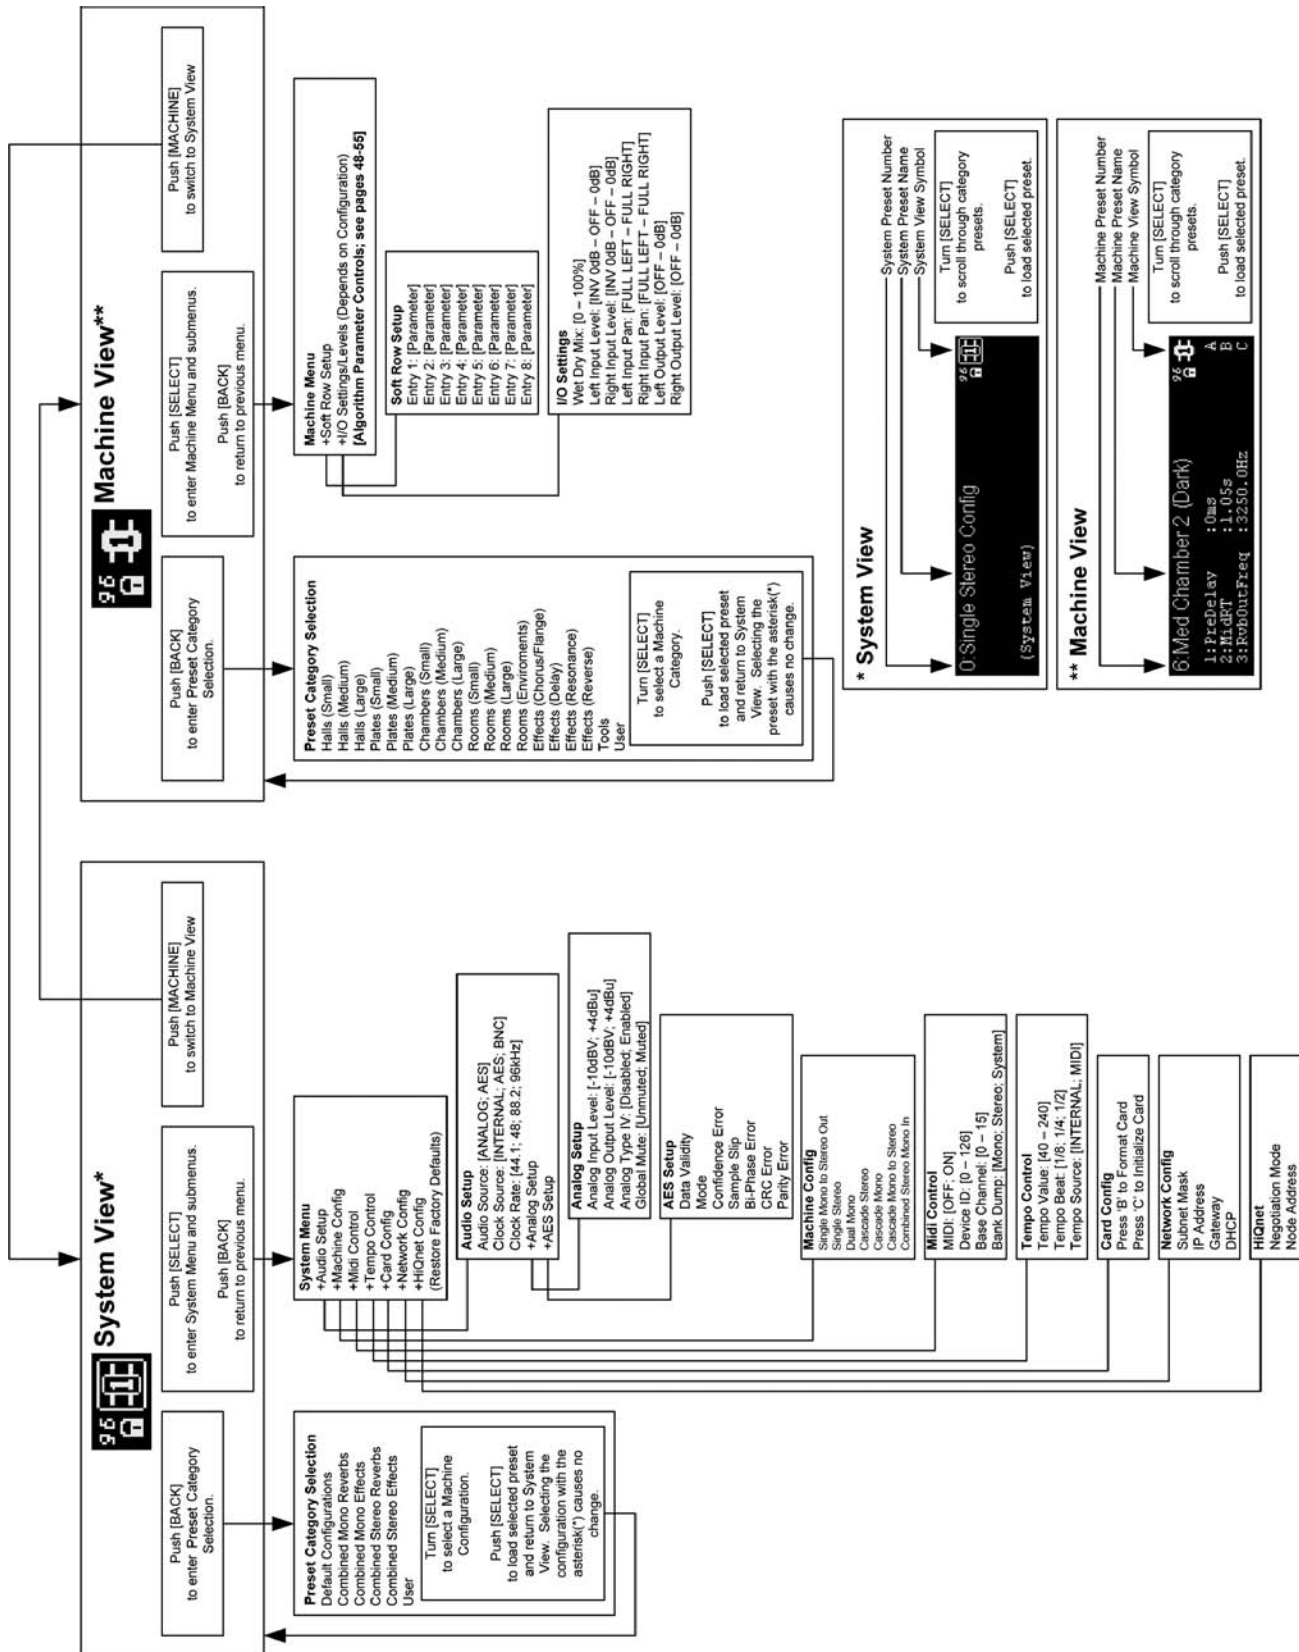 96
System View*
Push [BACK]
to enter Preset Category
Selection.
Push [SELECT]
to enter System Menu and submenus.
Push [BACK]
to return to previous menu.
Push [MACHINE]
to switch to Machine View
Preset Category Selection
Default Configurations
Combined Mono Reverbs
Combined Mono Effects
Combined Stereo Reverbs
Combined Stereo Effects
User
Turn [SELECT]
to select a Machine
Configuration.
Push [SELECT]
to load selected preset
and return to System
View. Selecting the
configuration with the
asterisk(*) causes no
change.
System Menu
+Audio Setup
+Machine Config
+Midi Control
+Tempo Control
+Card Config
+Network Config
+HiQnet Config
(Restore Factory Defaults)
Audio Setup
Audio Source: [ANALOG; AES]
Clock Source: [INTERNAL; AES; BNC]
Clock Rate: [44.1; 48; 88.2; 96kHz]
+Analog Setup
+AES Setup
Analog Setup
Analog Input Level: [-10dBV; +4dBu]
Analog Output Level: [-10dBV; +4dBu]
Analog Type IV: [Disabled; Enabled]
Global Mute: [Unmuted; Muted]
AES Setup
Data Validity
Mode
Confidence Error
Sample Slip
Bi-Phase Error
CRC Error
Parity Error
Machine Config
Single Mono to Stereo Out
Single Stereo
Dual Mono
Cascade Stereo
Cascade Mono
Cascade Mono to Stereo
Combined Stereo Mono In
Midi Control
MIDI: [OFF: ON]
Device ID: [0 – 126]
Base Channel: [0 – 15]
Bank Dump: [Mono; Stereo; System]
Tempo Control
Tempo Value: [40 – 240]
Tempo Beat: [1/8; 1/4; 1/2]
Tempo Source: [INTERNAL; MIDI]
Card Config
Press 'B' to Format Card
Press 'C' to Initialize Card
Network Config
Subnet Mask
IP Address
Gateway
DHCP
HiQnet
Negotiation Mode
Node Address
96
Machine View**
Push [BACK]
to enter Preset Category
Selection.
Push [SELECT]
to enter Machine Menu and submenus.
Push [BACK]
to return to previous menu.
Push [MACHINE]
to switch to System View
Preset Category Selection
Halls (Small)
Halls (Medium)
Halls (Large)
Plates (Small)
Plates (Medium)
Plates (Large)
Chambers (Small)
Chambers (Medium)
Chambers (Large)
Rooms (Small)
Rooms (Medium)
Rooms (Large)
Rooms (Enviroments)
Effects (Chorus/Flange)
Effects (Delay)
Effects (Resonance)
Effects (Reverse)
Tools
User
Turn [SELECT]
to select a Machine
Category.
Push [SELECT]
to load selected preset
and return to System
View. Selecting the
preset with the asterisk(*)
causes no change.
Machine Menu
+Soft Row Setup
+I/O Settings/Levels (Depends on Configuration)
[Algorithm Parameter Controls; see pages 48-55]
Soft Row Setup
Entry 1: [Parameter]
Entry 2: [Parameter]
Entry 3: [Parameter]
Entry 4: [Parameter]
Entry 5: [Parameter]
Entry 6: [Parameter]
Entry 7: [Parameter]
Entry 8: [Parameter]
I/O Settings
Wet Dry Mix: [0 – 100%]
Left Input Level: [INV 0dB – OFF – 0dB]
Right Input Level: [INV 0dB – OFF – 0dB]
Left Input Pan: [FULL LEFT – FULL RIGHT]
Right Input Pan: [FULL LEFT – FULL RIGHT]
Left Output Level: [OFF – 0dB]
Right Output Level: [OFF – 0dB]
* System View
System Preset Number
System Preset Name
System View Symbol
0:Single Stereo Config
96
1
(System View)
Turn [SELECT]
to scroll through category
presets.
Push [SELECT]
to load selected preset.
** Machine View
Machine Preset Number
Machine Preset Name
Machine View Symbol
6:Med Chamber 2 (Dark)
96
1
1:PreDelay :0ms A
2:MidRT :1.05s B
3:RvbOutFreq :3250.0Hz C
Turn [SELECT]
to scroll through category
presets.
Push [SELECT]
to load selected preset.